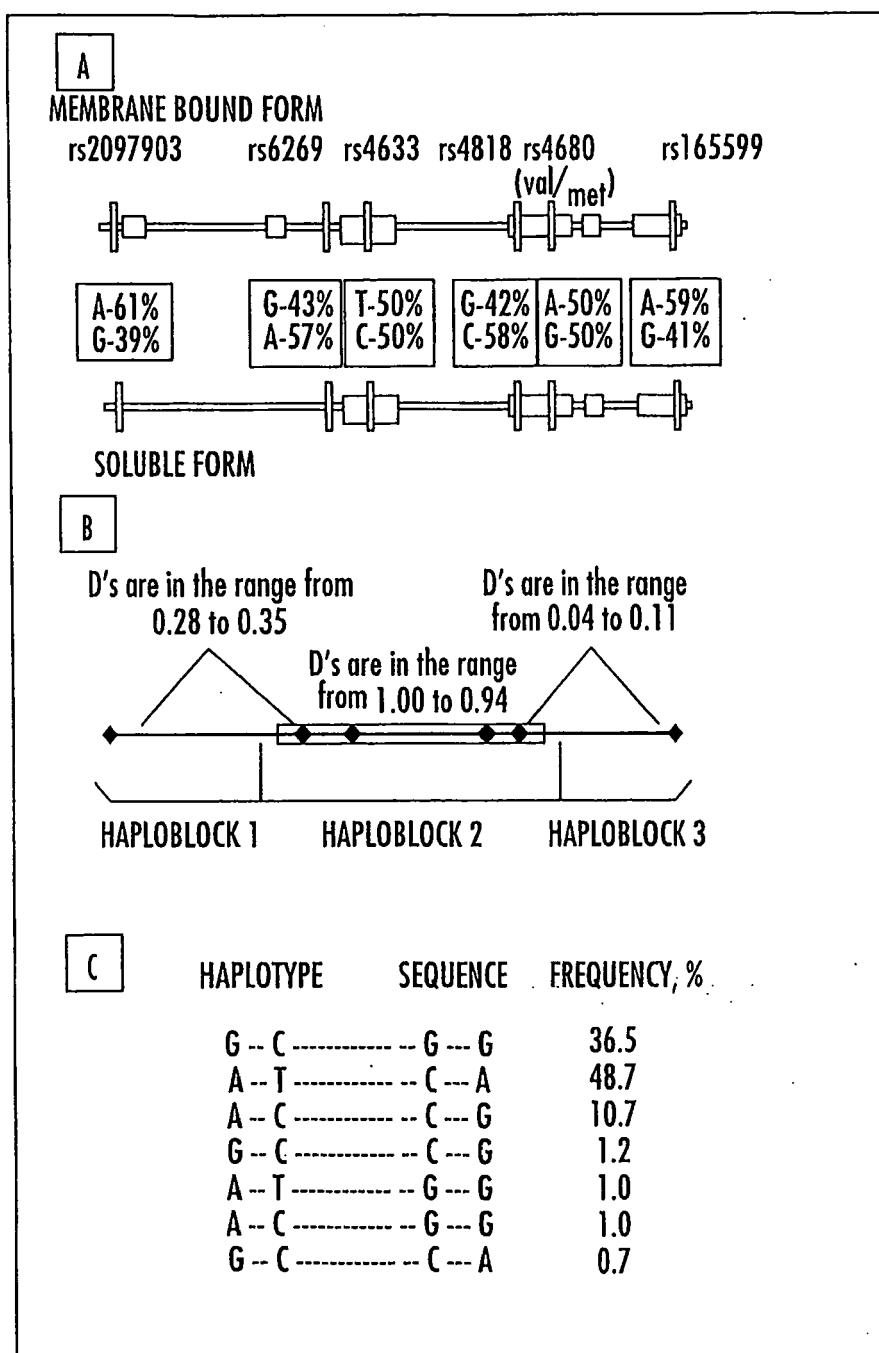 A
MEMBRANE BOUND FORM
rs2097903 rs6269 rs4633 rs4818 rs4680 rs165599
(val/met)
A-61% G-43% T-50% G-42% A-50% A-59%
G-39% A-57% C-50% C-58% G-50% G-41%
SOLUBLE FORM
B
D's are in the range from
0.28 to 0.35
D's are in the range
from 0.04 to 0.11
D's are in the range
from 1.00 to 0.94
HAPLOBLOCK 1 HAPLOBLOCK 2 HAPLOBLOCK 3
C
HAPLOTYPE SEQUENCE FREQUENCY, %
G -- C ------------ -- G --- G 36.5
A -- T ------------ -- C --- A 48.7
A -- C ------------ -- C --- G 10.7
G -- C ------------ -- C --- G 1.2
A -- T ------------ -- G --- G 1.0
A -- C ------------ -- G --- G 1.0
G -- C ------------ -- C --- A 0.7